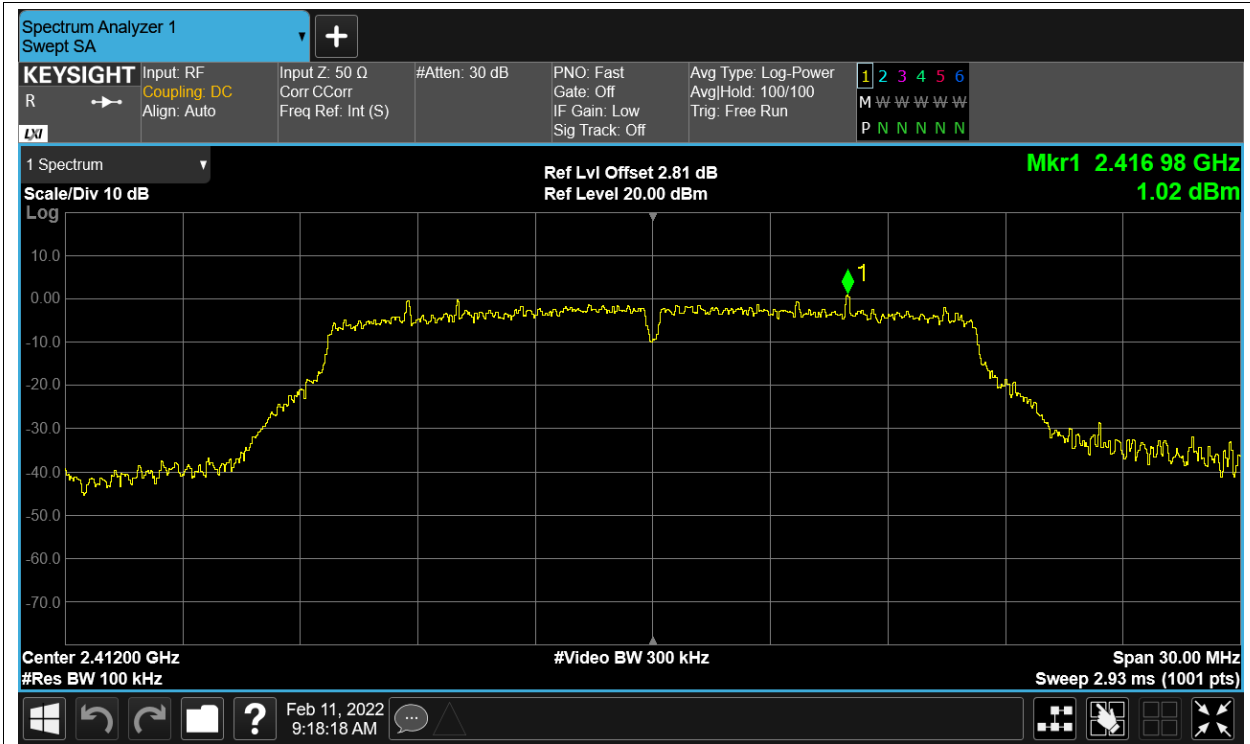 Spectrum Analyzer 1
Swept SA
KEYSIGHT
R
LXI
Input: RF
Coupling: DC
Align: Auto
Input Z: 50 Ω
Corr CCorr
Freq Ref: Int (S)
#Atten: 30 dB
PNO: Fast
Gate: Off
IF Gain: Low
Sig Track: Off
Avg Type: Log-Power
Avg|Hold: 100/100
Trig: Free Run
1 2 3 4 5 6
M W W W W W
P N N N N N
1 Spectrum
Scale/Div 10 dB
Log
Ref Lvl Offset 2.81 dB
Ref Level 20.00 dBm
Mkr1 2.416 98 GHz
1.02 dBm
10.0
0.00
-10.0
-20.0
-30.0
-40.0
-50.0
-60.0
-70.0
1
Center 2.41200 GHz
#Res BW 100 kHz
#Video BW 300 kHz
Span 30.00 MHz
Sweep 2.93 ms (1001 pts)
?
Feb 11, 2022
9:18:18 AM